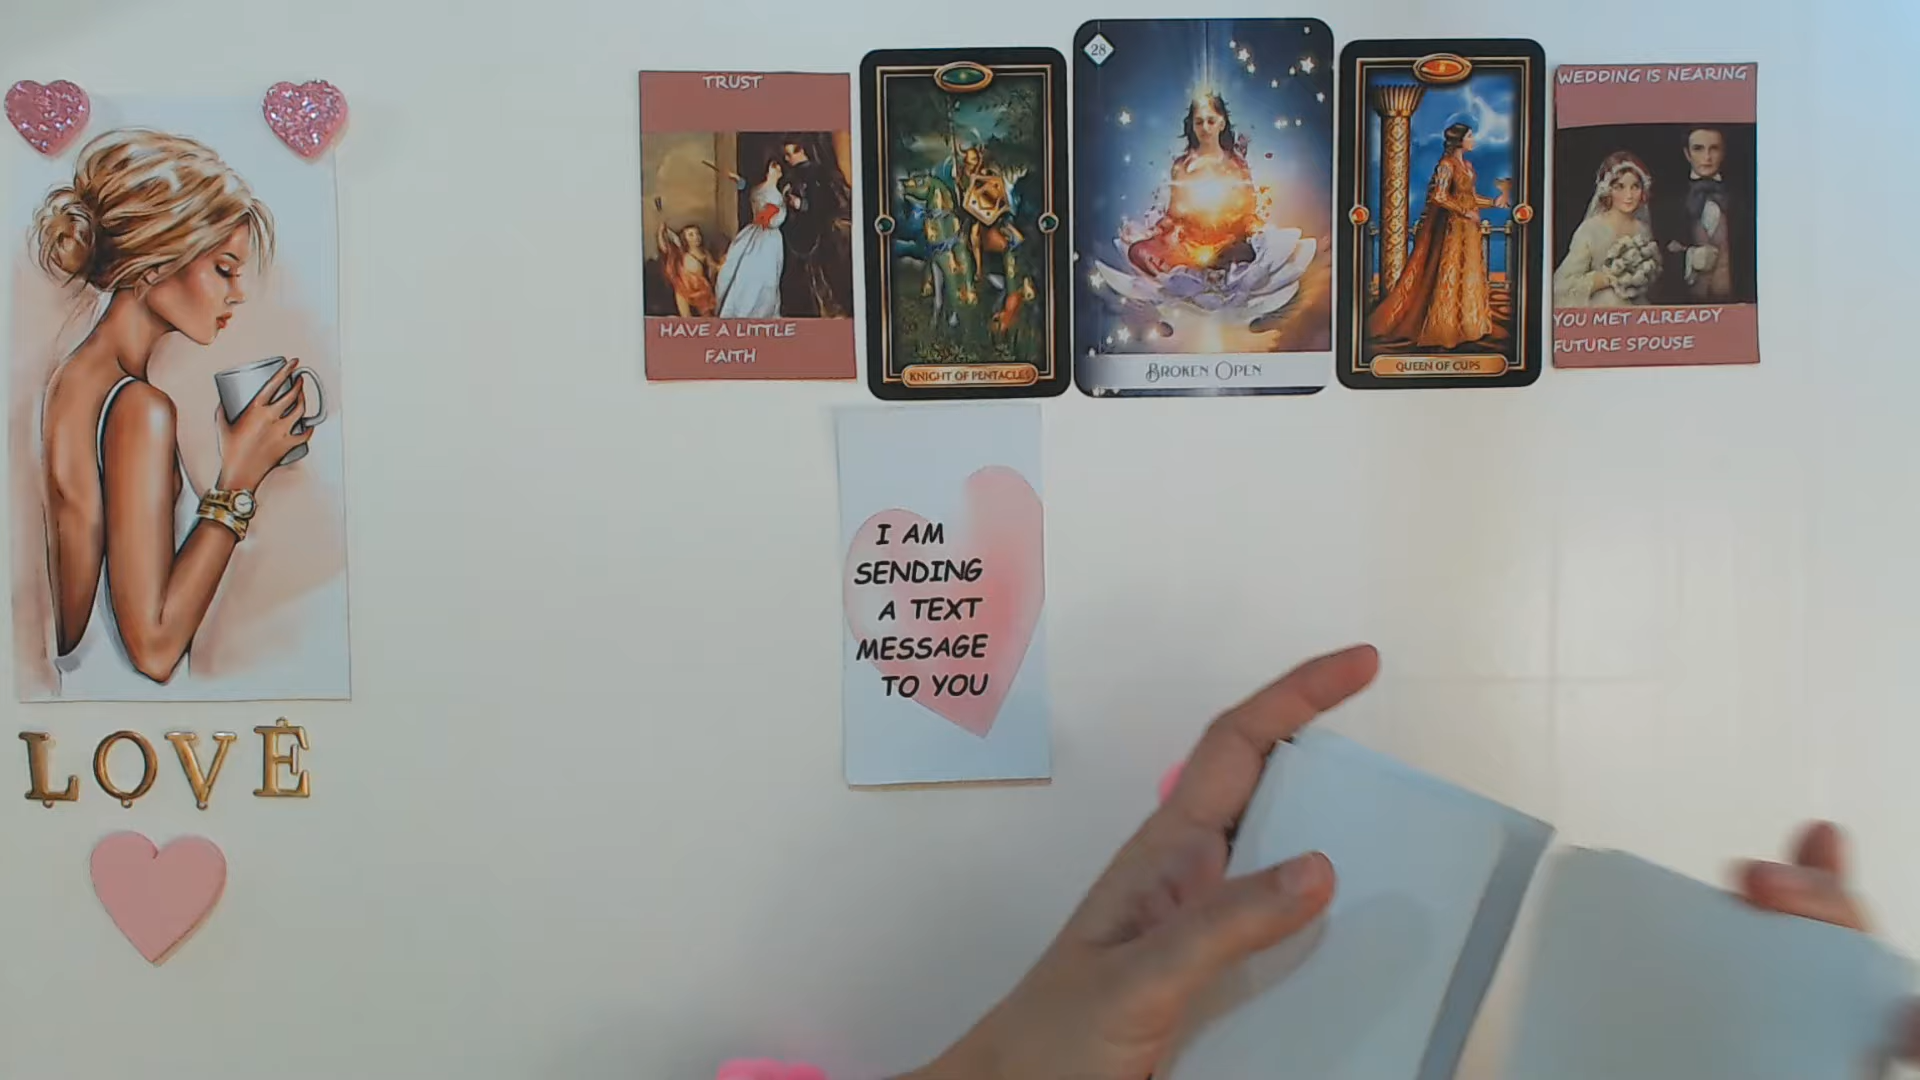 TRUST
HAVE A LITTLE
FAITH
KNIGHT OF PENTACLES
28
BROKEN OPEN
QUEEN OF CUPS
WEDDING IS NEARING
YOU MET ALREADY
FUTURE SPOUSE
I AM
SENDING
A TEXT
MESSAGE
TO YOU
LOVE